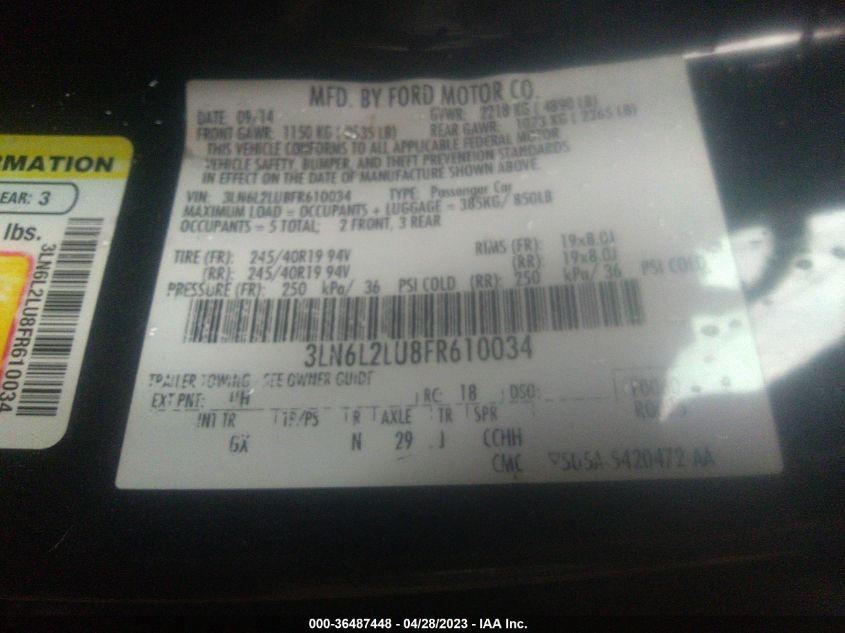 RMATION
EAR: 3
lbs.
3LN6L2LU8FR610034
MFD. BY FORD MOTOR CO.
DATE: 09/14 GVWR: 2218 KG ( 4890 LB)
FRONT GAWR: 1150 KG ( 2535 LB) REAR GAWR: 1073 KG ( 2365 LB)
THIS VEHICLE CONFORMS TO ALL APPLICABLE FEDERAL MOTOR
VEHICLE SAFETY, BUMPER, AND THEFT PREVENTION STANDARDS
IN EFFECT ON THE DATE OF MANUFACTURE SHOWN ABOVE.
VIN: 3LN6L2LU8FR610034 TYPE: Passenger Car
MAXIMUM LOAD = OCCUPANTS + LUGGAGE = 385KG/ 850LB
OCCUPANTS = 5 TOTAL; 2 FRONT, 3 REAR
TIRE (FR): 245/40R19 94V RIMS (FR): 19x8.0J
(RR): 245/40R19 94V (RR): 19x8.0J
PRESSURE (FR): 250 kPa/ 36 PSI COLD (RR): 250 kPa/ 36 PSI COLD
3LN6L2LU8FR610034
TRAILER TOWING - SEE OWNER GUIDE
EXT PNT: RC: 18 DSO:
INT TR TP/PS R AXLE TR SPR
GX N 29 J CCHH
CMC 5420472-AA
000-36487448 - 04/28/2023 - IAA Inc.